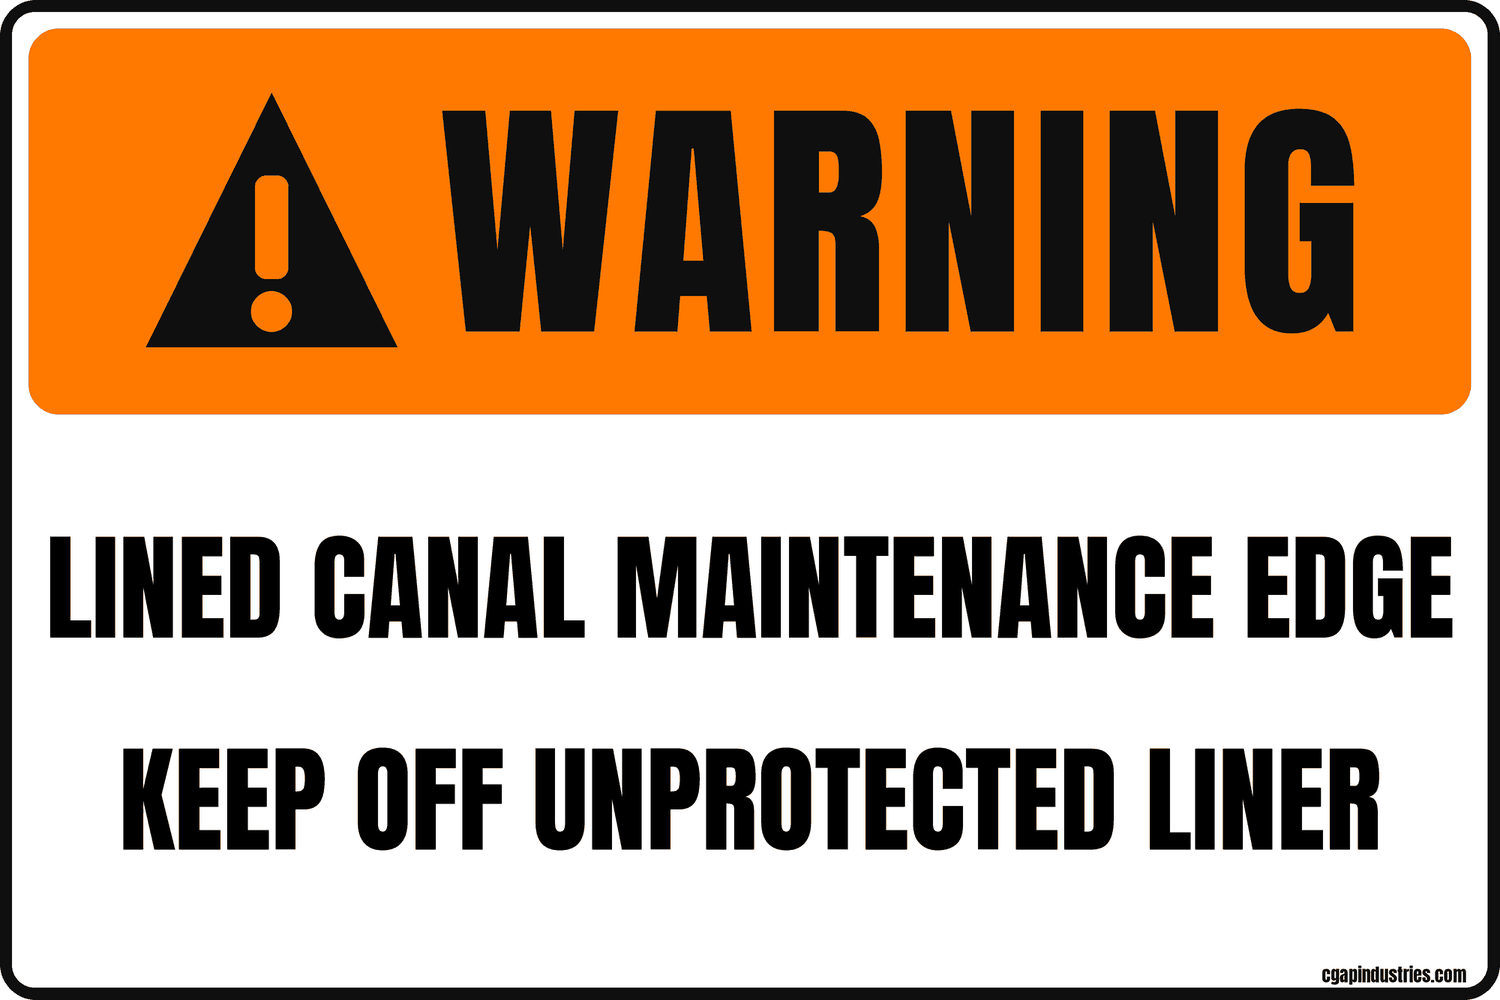 WARNING
LINED CANAL MAINTENANCE EDGE
KEEP OFF UNPROTECTED LINER
cgapindustries.com